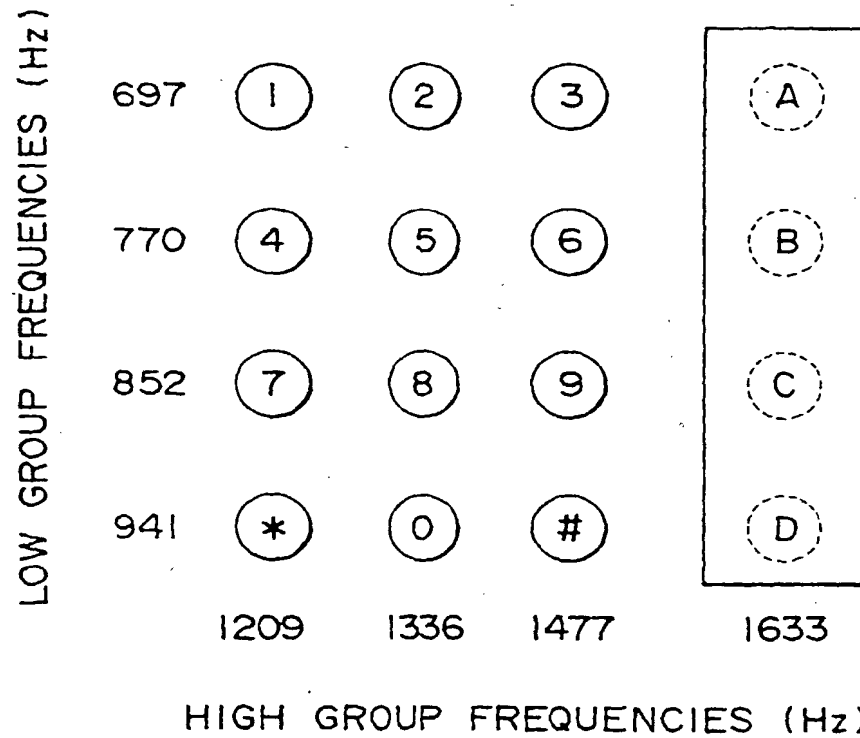 LOW GROUP FREQUENCIES (Hz)
697 1 2 3 A
770 4 5 6 B
852 7 8 9 C
941 * 0 # D
1209 1336 1477 1633
HIGH GROUP FREQUENCIES (Hz)